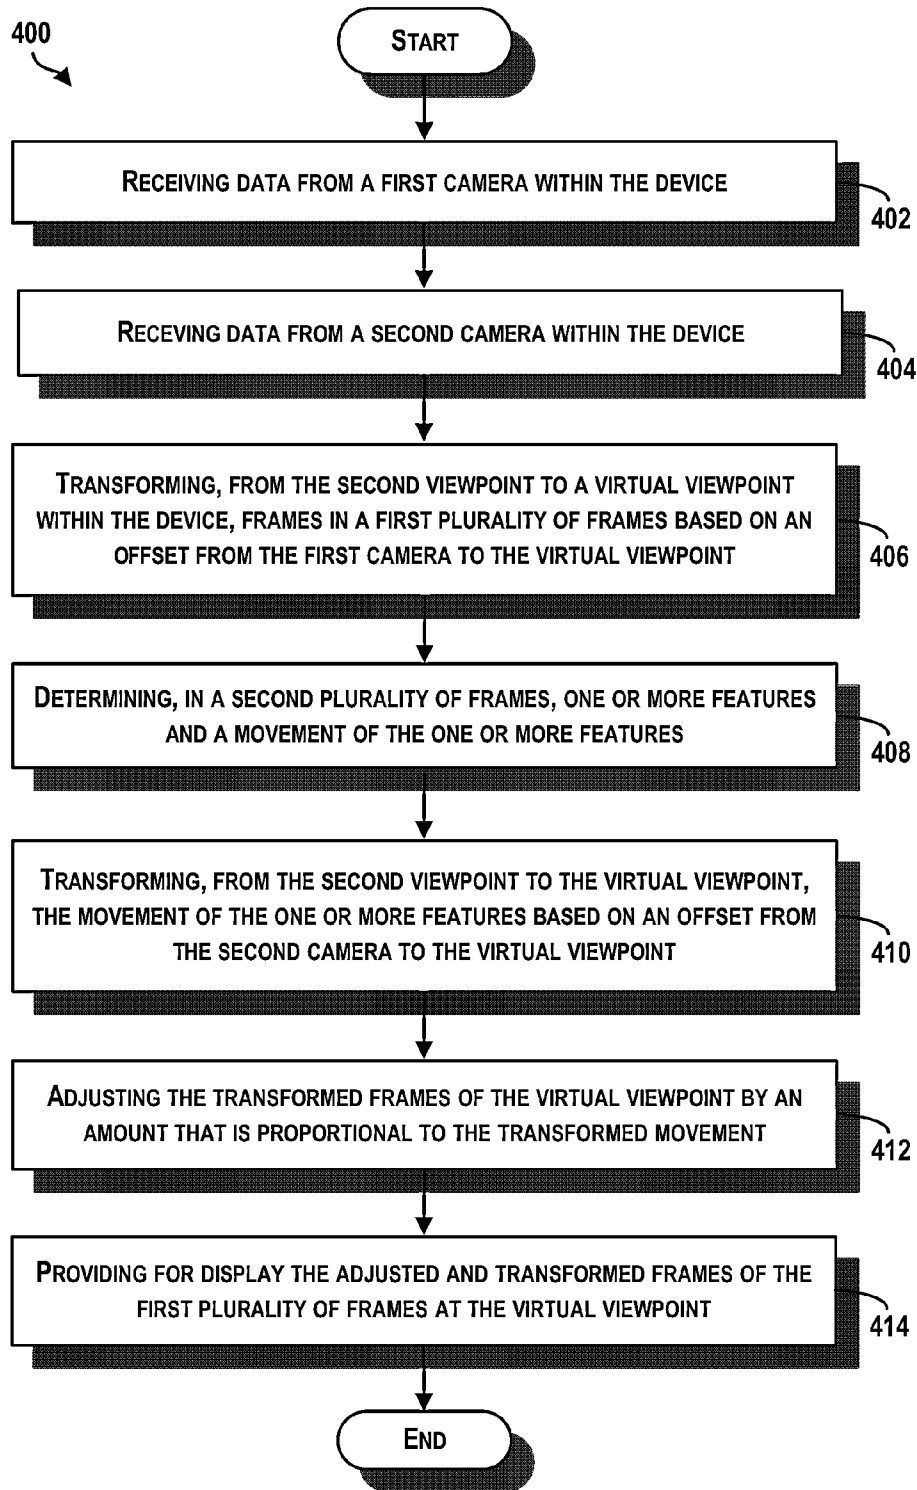 400
START
RECEIVING DATA FROM A FIRST CAMERA WITHIN THE DEVICE
402
RECEVING DATA FROM A SECOND CAMERA WITHIN THE DEVICE
404
TRANSFORMING, FROM THE SECOND VIEWPOINT TO A VIRTUAL VIEWPOINT
WITHIN THE DEVICE, FRAMES IN A FIRST PLURALITY OF FRAMES BASED ON AN
OFFSET FROM THE FIRST CAMERA TO THE VIRTUAL VIEWPOINT
406
DETERMINING, IN A SECOND PLURALITY OF FRAMES, ONE OR MORE FEATURES
AND A MOVEMENT OF THE ONE OR MORE FEATURES
408
TRANSFORMING, FROM THE SECOND VIEWPOINT TO THE VIRTUAL VIEWPOINT,
THE MOVEMENT OF THE ONE OR MORE FEATURES BASED ON AN OFFSET FROM
THE SECOND CAMERA TO THE VIRTUAL VIEWPOINT
410
ADJUSTING THE TRANSFORMED FRAMES OF THE VIRTUAL VIEWPOINT BY AN
AMOUNT THAT IS PROPORTIONAL TO THE TRANSFORMED MOVEMENT
412
PROVIDING FOR DISPLAY THE ADJUSTED AND TRANSFORMED FRAMES OF THE
FIRST PLURALITY OF FRAMES AT THE VIRTUAL VIEWPOINT
414
END